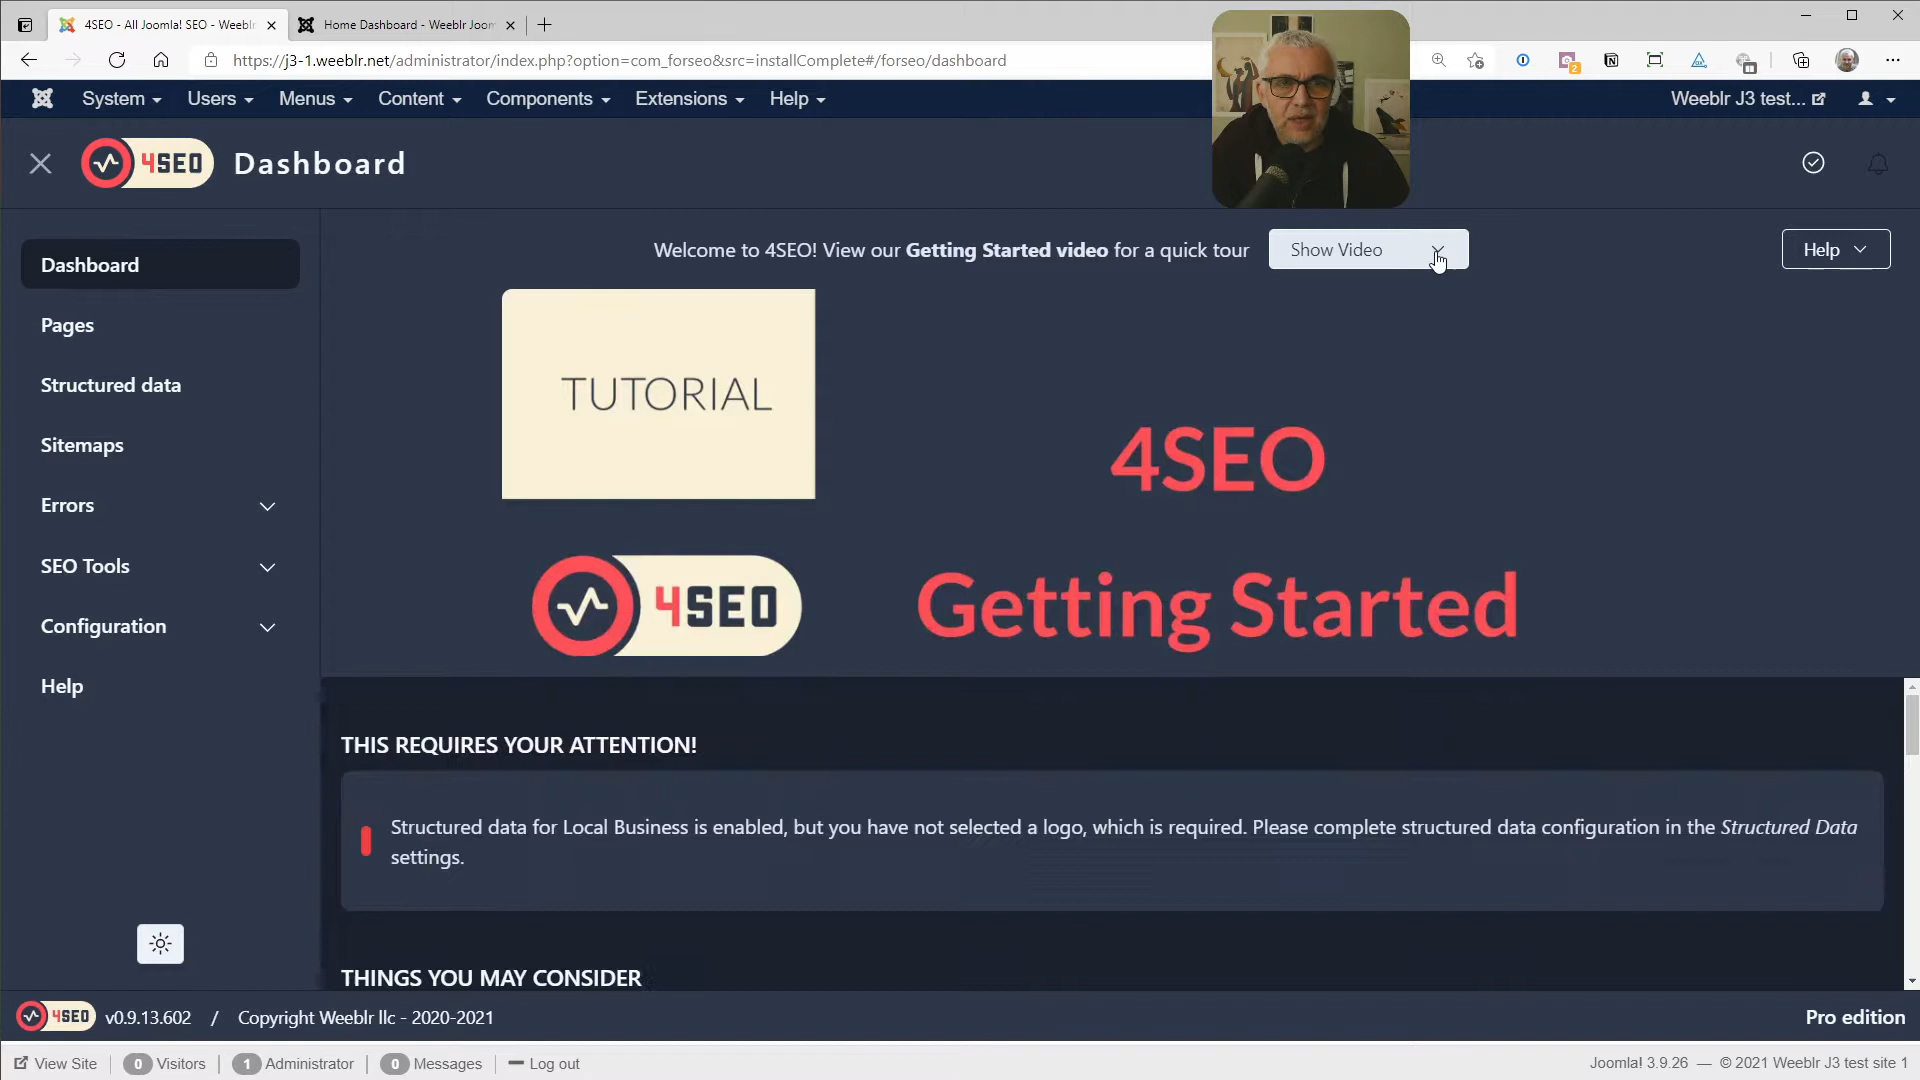 4SEO - All Joomla! SEO - Weeblr
Home Dashboard - Weeblr Joom
https://j3-1.weeblr.net/administrator/index.php?option=com_forseo&src=installComplete#/forseo/dashboard
2
System
Users
Menus
Content
Components
Extensions
Help
Weeblr J3 test...
4SEO
Dashboard
Dashboard
Pages
Structured data
Sitemaps
Errors
SEO Tools
Configuration
Help
Welcome to 4SEO! View our Getting Started video for a quick tour
Show Video
Help
TUTORIAL
4SEO
4SEO
Getting Started
THIS REQUIRES YOUR ATTENTION!
Structured data for Local Business is enabled, but you have not selected a logo, which is required. Please complete structured data configuration in the Structured Data
settings.
THINGS YOU MAY CONSIDER
4SEO v0.9.13.602 / Copyright Weeblr llc - 2020-2021
Pro edition
View Site
0 Visitors
1 Administrator
0 Messages
Log out
Joomla! 3.9.26 — © 2021 Weeblr J3 test site 1